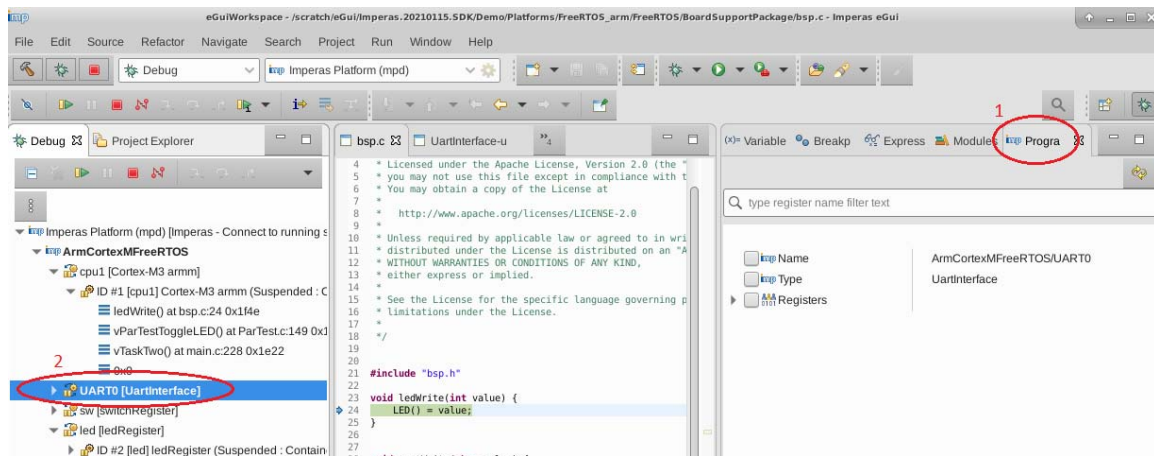 imp eGuiWorkspace - /scratch/eGui/Imperas.20210115.SDK/Demo/Platforms/FreeRTOS_arm/FreeRTOS/BoardSupportPackage/bsp.c - Imperas eGui
File Edit Source Refactor Navigate Search Project Run Window Help
Debug imp Imperas Platform (mpd)
1
Debug Project Explorer
bsp.c UartInterface-u »4
(x)= Variable Breakp Express Modules imp Progra
type register name filter text
imp Name ArmCortexMFreeRTOS/UART0
imp Type UartInterface
Registers
imp Imperas Platform (mpd) [Imperas - Connect to running s
imp ArmCortexMFreeRTOS
cpu1 [Cortex-M3 armm]
ID #1 [cpu1] Cortex-M3 armm (Suspended : C
ledWrite() at bsp.c:24 0x1f4e
vParTestToggleLED() at ParTest.c:149 0x1
vTaskTwo() at main.c:228 0x1e22
0x0
2
UART0 [UartInterface]
sw [switchRegister]
led [ledRegister]
ID #2 [led] ledRegister (Suspended : Contain
4 * Licensed under the Apache License, Version 2.0 (the "
5 * you may not use this file except in compliance with t
6 * You may obtain a copy of the License at
7 *
8 * http://www.apache.org/licenses/LICENSE-2.0
9 *
10 * Unless required by applicable law or agreed to in wri
11 * distributed under the License is distributed on an "A
12 * WITHOUT WARRANTIES OR CONDITIONS OF ANY KIND,
13 * either express or implied.
14 *
15 * See the License for the specific language governing p
16 * limitations under the License.
17 *
18 */
19
20
21 #include "bsp.h"
22
23 void ledWrite(int value) {
24 LED() = value;
25 }
26
27